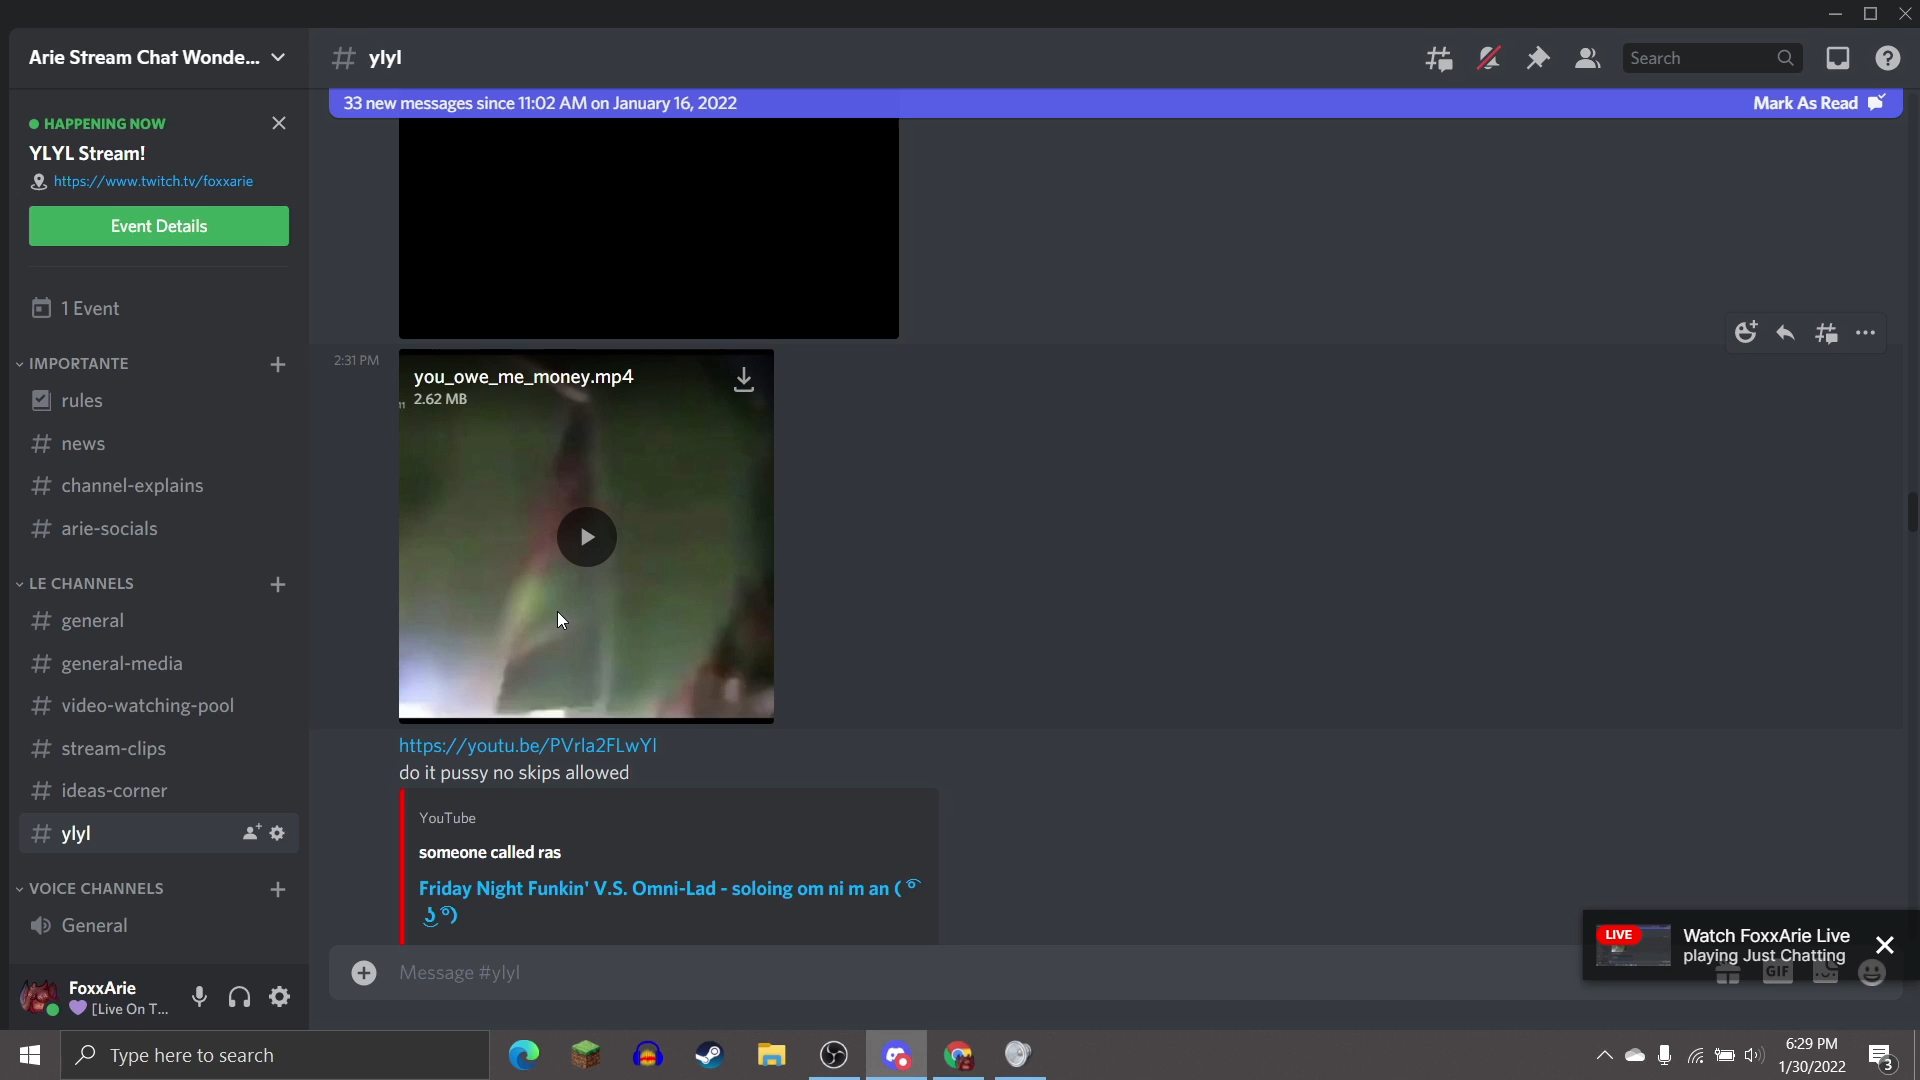 Arie Stream Chat Wonde...
ylyl
Search
33 new messages since 11:02 AM on January 16, 2022
Mark As Read
HAPPENING NOW
YLYL Stream!
https://www.twitch.tv/foxxarie
Event Details
1 Event
IMPORTANTE
rules
news
channel-explains
arie-socials
LE CHANNELS
general
general-media
video-watching-pool
stream-clips
ideas-corner
ylyl
VOICE CHANNELS
General
FoxxArie
[Live On T...
2:31 PM
you_owe_me_money.mp4
2.62 MB
https://youtu.be/PVrla2FLwYI
do it pussy no skips allowed
YouTube
someone called ras
Friday Night Funkin' V.S. Omni-Lad - soloing om ni m an ( ͡°
͜ʖ ͡°)
Message #ylyl
LIVE
Watch FoxxArie Live
playing Just Chatting
GIF
Type here to search
6:29 PM
1/30/2022
3